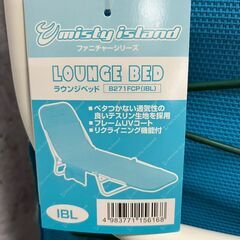 misty island
ファニチャーシリーズ
LOUNGE BED
ラウンジベッド B271FCP(IBL)
•ベタつかない通気性の
良いテスリン生地を採用
•フレームUVコート
•リクライニング機能付
IBL
4 983771 156168